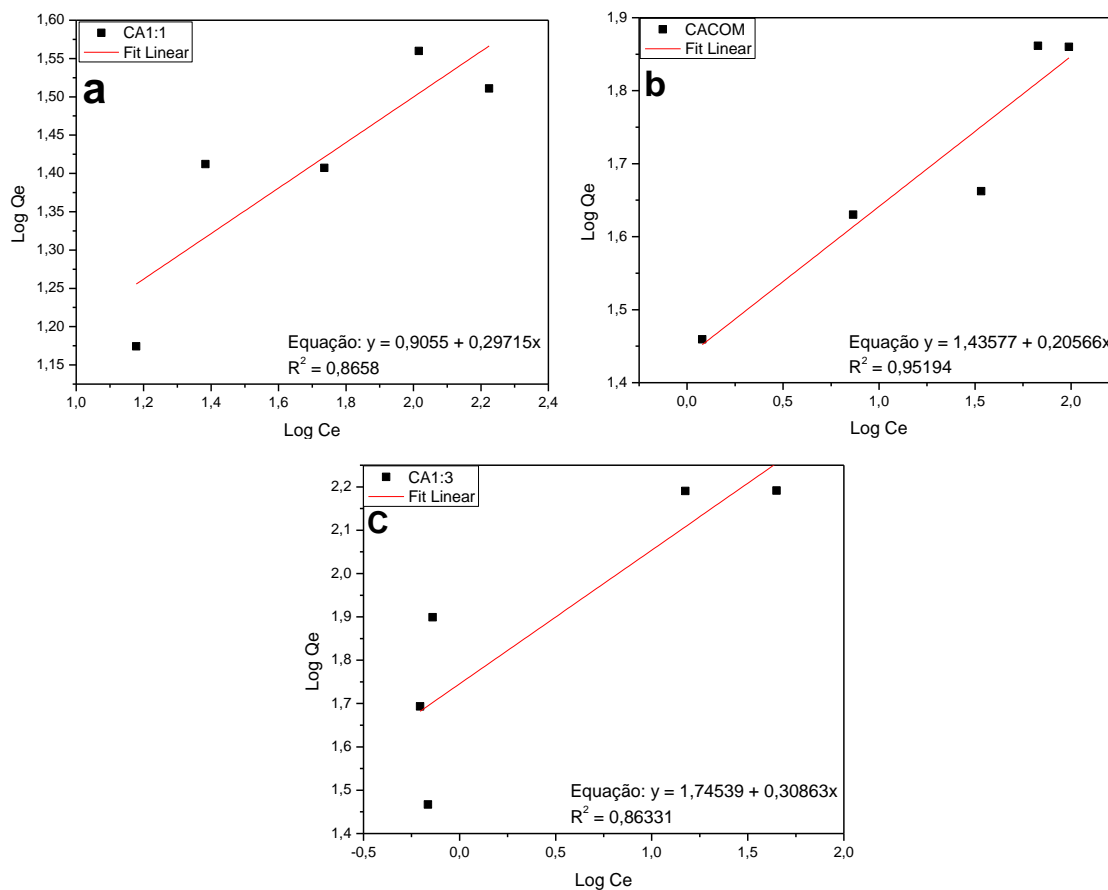 CA1:1
Fit Linear
a
1,60
1,55
1,50
1,45
1,40
1,35
1,30
1,25
1,20
1,15
Log Qe
Equação: y = 0,9055 + 0,29715x
R² = 0,8658
1,0 1,2 1,4 1,6 1,8 2,0 2,2 2,4
Log Ce
CACOM
Fit Linear
b
1,9
1,8
1,7
1,6
1,5
1,4
Log Qe
Equação y = 1,43577 + 0,20566x
R² = 0,95194
0,0 0,5 1,0 1,5 2,0
Log Ce
CA1:3
Fit Linear
C
2,2
2,1
2,0
1,9
1,8
1,7
1,6
1,5
1,4
Log Qe
Equação: y = 1,74539 + 0,30863x
R² = 0,86331
-0,5 0,0 0,5 1,0 1,5 2,0
Log Ce